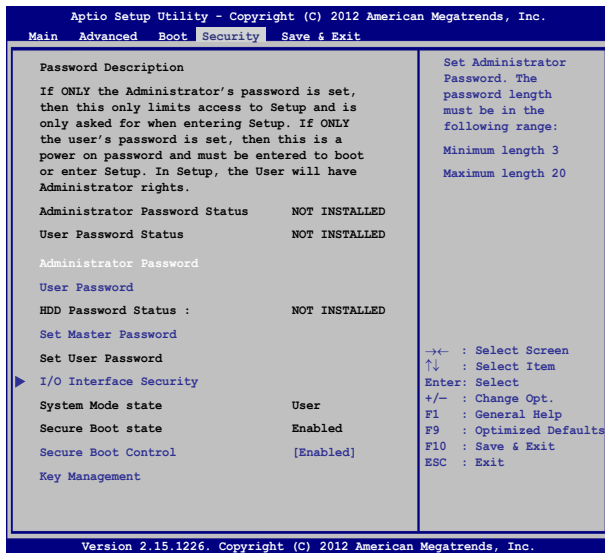 Aptio Setup Utility - Copyright (C) 2012 American Megatrends, Inc.
Main Advanced Boot Security Save & Exit
Password Description
If ONLY the Administrator's password is set,
then this only limits access to Setup and is
only asked for when entering Setup. If ONLY
the user's password is set, then this is a
power on password and must be entered to boot
or enter Setup. In Setup, the User will have
Administrator rights.
Administrator Password Status NOT INSTALLED
User Password Status NOT INSTALLED
Administrator Password
User Password
HDD Password Status : NOT INSTALLED
Set Master Password
Set User Password
I/O Interface Security
System Mode state User
Secure Boot state Enabled
Secure Boot Control [Enabled]
Key Management
Set Administrator
Password. The
password length
must be in the
following range:
Minimum length 3
Maximum length 20
→← : Select Screen
↑↓ : Select Item
Enter: Select
+/— : Change Opt.
F1 : General Help
F9 : Optimized Defaults
F10 : Save & Exit
ESC : Exit
Version 2.15.1226. Copyright (C) 2012 American Megatrends, Inc.